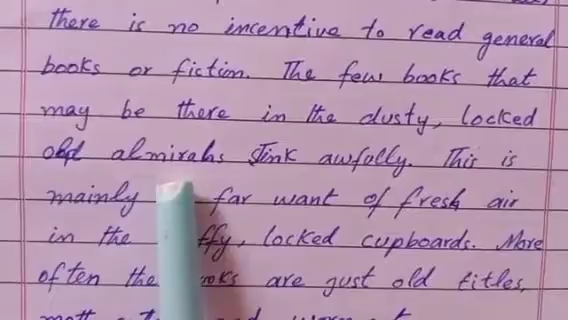 there is no incentive to read general
books or fiction. The few books that
may be there in the dusty, locked
old almirahs stink awfully. This is
mainly far want of fresh air
in the ffy, locked cupboards. More
often the oks are just old titles,